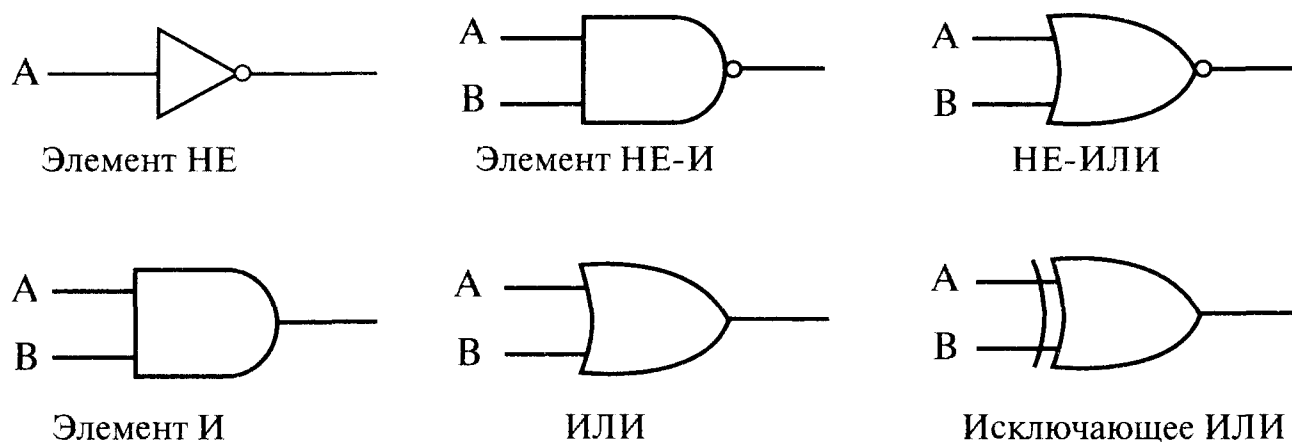 A
Элемент НЕ
A
B
Элемент НЕ-И
A
B
НЕ-ИЛИ
A
B
Элемент И
A
B
ИЛИ
A
B
Исключающее ИЛИ